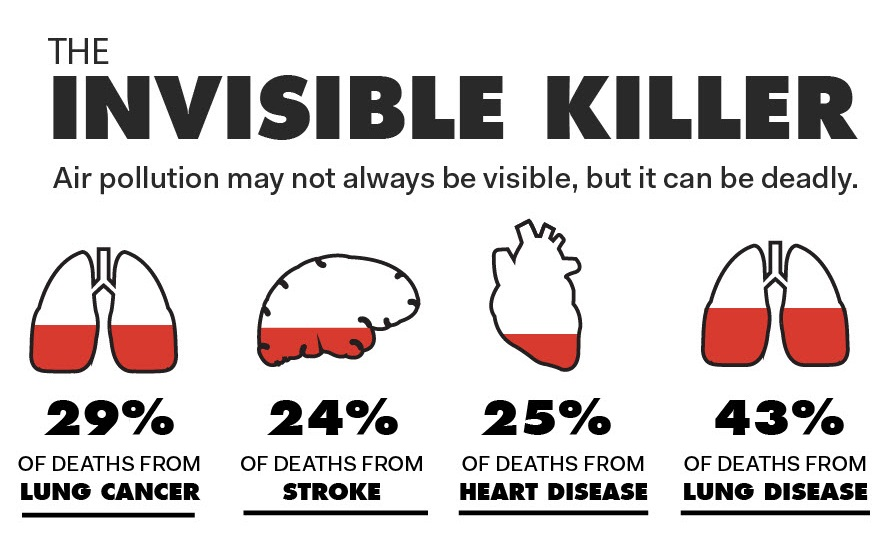 THE
INVISIBLE KILLER
Air pollution may not always be visible, but it can be deadly.
29%
OF DEATHS FROM
LUNG CANCER
24%
OF DEATHS FROM
STROKE
25%
OF DEATHS FROM
HEART DISEASE
43%
OF DEATHS FROM
LUNG DISEASE